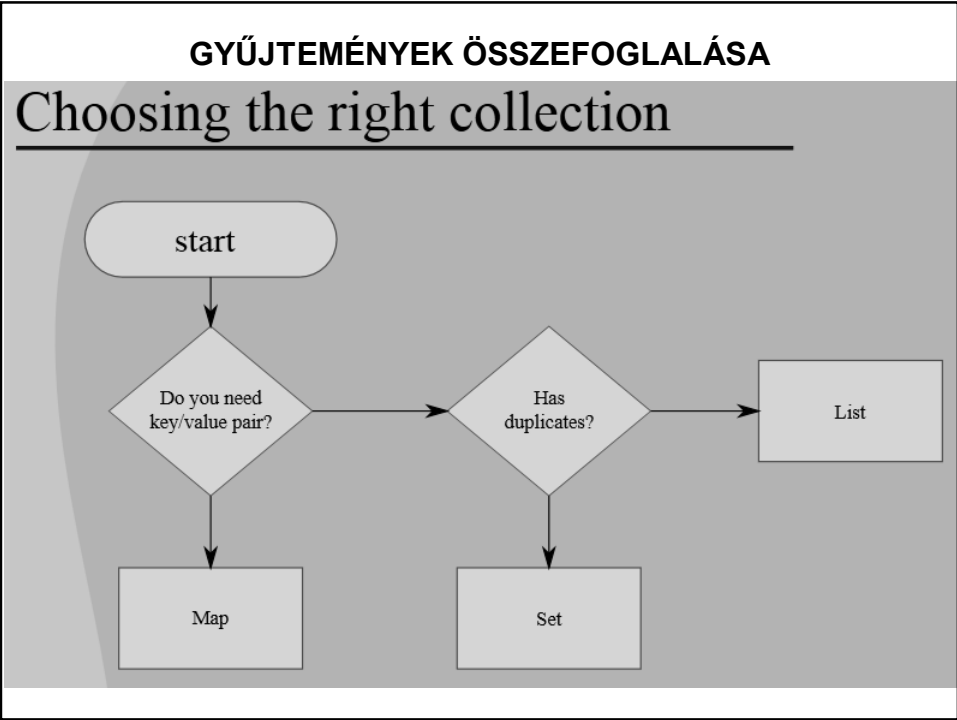 GYŰJTEMÉNYEK ÖSSZEFOGLALÁSA
Choosing the right collection
start
Do you need
key/value pair?
Has
duplicates?
List
Map
Set